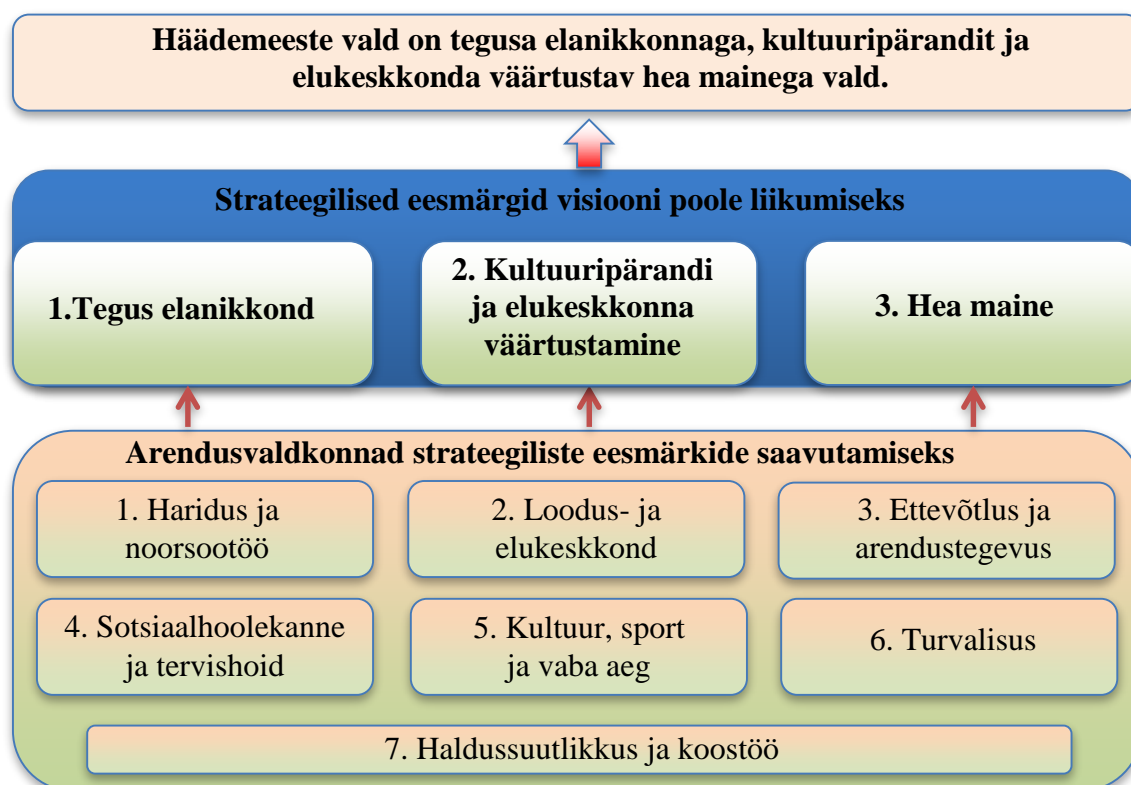 Häädemeeste vald on tegusa elanikkonnaga, kultuuripärandit ja
elukeskkonda väärtustav hea mainega vald.
Strateegilised eesmärgid visiooni poole liikumiseks
1.Tegus elanikkond
2. Kultuuripärandi
ja elukeskkonna
väärtustamine
3. Hea maine
Arendusvaldkonnad strateegiliste eesmärkide saavutamiseks
1. Haridus ja
noorsootöö
2. Loodus- ja
elukeskkond
3. Ettevõtlus ja
arendustegevus
4. Sotsiaalhoolekanne
ja tervishoid
5. Kultuur, sport
ja vaba aeg
6. Turvalisus
7. Haldussuutlikkus ja koostöö